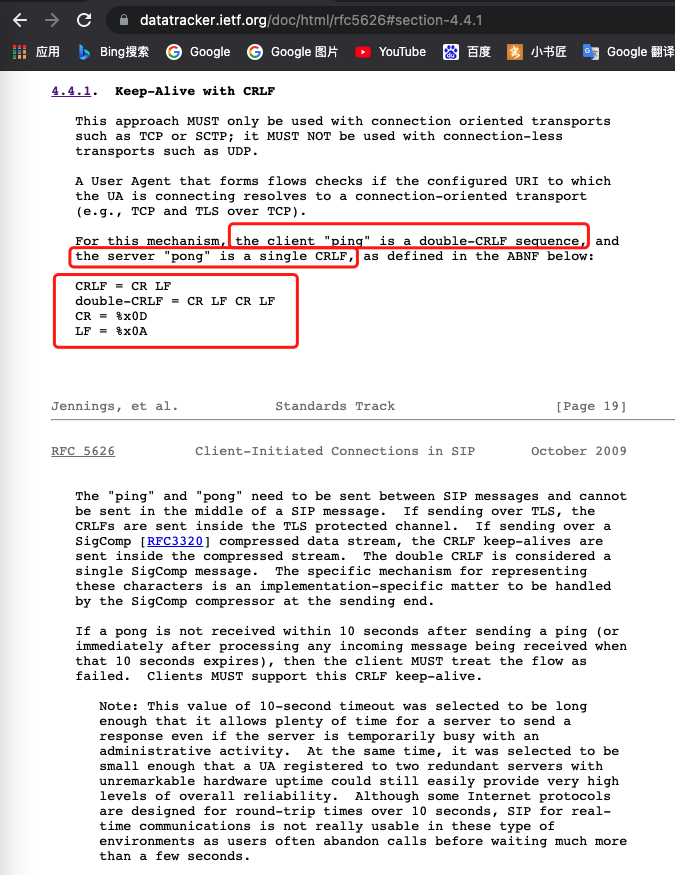 datatracker.ietf.org/doc/html/rfc5626#section-4.4.1
应用 Bing搜索 Google Google 图片 YouTube 百度 小书匠 Google 翻译
4.4.1. Keep-Alive with CRLF
This approach MUST only be used with connection oriented transports
such as TCP or SCTP; it MUST NOT be used with connection-less
transports such as UDP.
A User Agent that forms flows checks if the configured URI to which
the UA is connecting resolves to a connection-oriented transport
(e.g., TCP and TLS over TCP).
For this mechanism, the client "ping" is a double-CRLF sequence, and
the server "pong" is a single CRLF, as defined in the ABNF below:
CRLF = CR LF
double-CRLF = CR LF CR LF
CR = %x0D
LF = %x0A
Jennings, et al. Standards Track [Page 19]
RFC 5626 Client-Initiated Connections in SIP October 2009
The "ping" and "pong" need to be sent between SIP messages and cannot
be sent in the middle of a SIP message. If sending over TLS, the
CRLFs are sent inside the TLS protected channel. If sending over a
SigComp [RFC3320] compressed data stream, the CRLF keep-alives are
sent inside the compressed stream. The double CRLF is considered a
single SigComp message. The specific mechanism for representing
these characters is an implementation-specific matter to be handled
by the SigComp compressor at the sending end.
If a pong is not received within 10 seconds after sending a ping (or
immediately after processing any incoming message being received when
that 10 seconds expires), then the client MUST treat the flow as
failed. Clients MUST support this CRLF keep-alive.
Note: This value of 10-second timeout was selected to be long
enough that it allows plenty of time for a server to send a
response even if the server is temporarily busy with an
administrative activity. At the same time, it was selected to be
small enough that a UA registered to two redundant servers with
unremarkable hardware uptime could still easily provide very high
levels of overall reliability. Although some Internet protocols
are designed for round-trip times over 10 seconds, SIP for real-
time communications is not really usable in these type of
environments as users often abandon calls before waiting much more
than a few seconds.